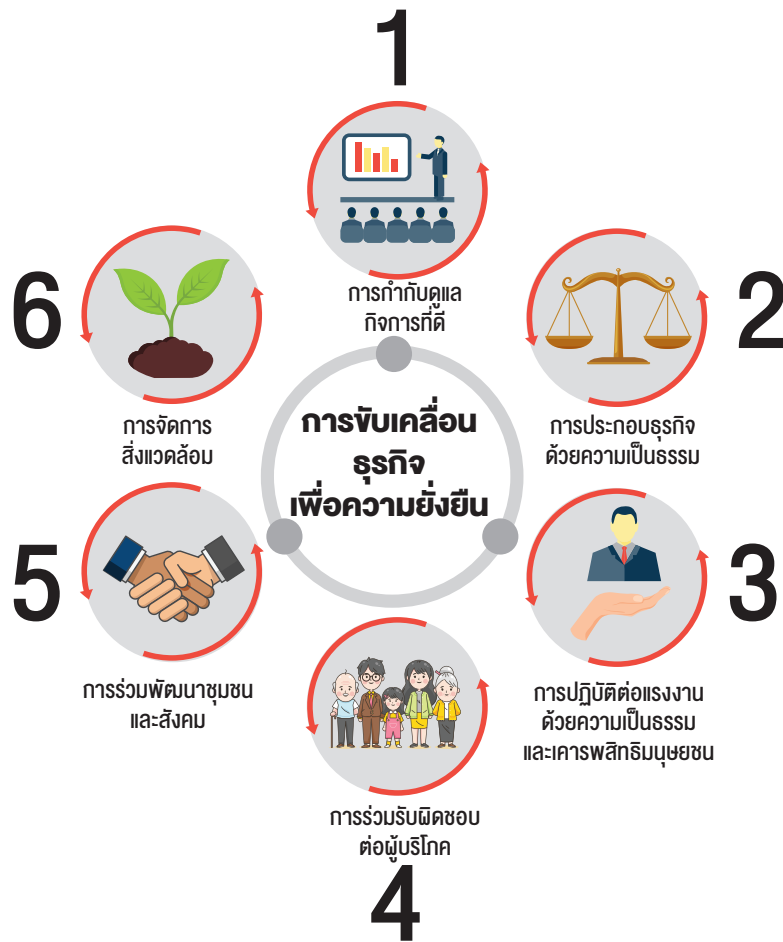 1
การกำกับดูแล
กิจการที่ดี
2
การประกอบธุรกิจ
ด้วยความเป็นธรรม
3
การปฏิบัติต่อแรงงาน
ด้วยความเป็นธรรม
และเคารพสิทธิมนุษยชน
การร่วมรับผิดชอบ
ต่อผู้บริโภค
4
5
การร่วมพัฒนาชุมชน
และสังคม
6
การจัดการ
สิ่งแวดล้อม
การขับเคลื่อน
ธุรกิจ
เพื่อความยั่งยืน